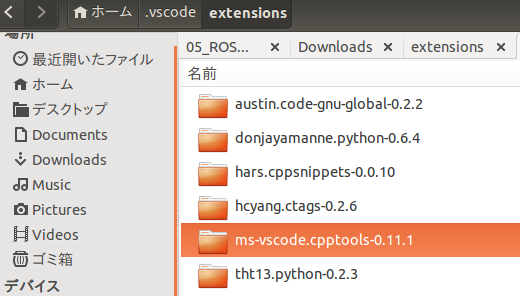 ホーム .vscode extensions
場所
最近開いたファイル
ホーム
デスクトップ
Documents
Downloads
Music
Pictures
Videos
ゴミ箱
デバイス
05_ROS... Downloads extensions
名前
austin.code-gnu-global-0.2.2
donjayamanne.python-0.6.4
hars.cppsnippets-0.0.10
hcyang.ctags-0.2.6
ms-vscode.cpptools-0.11.1
tht13.python-0.2.3